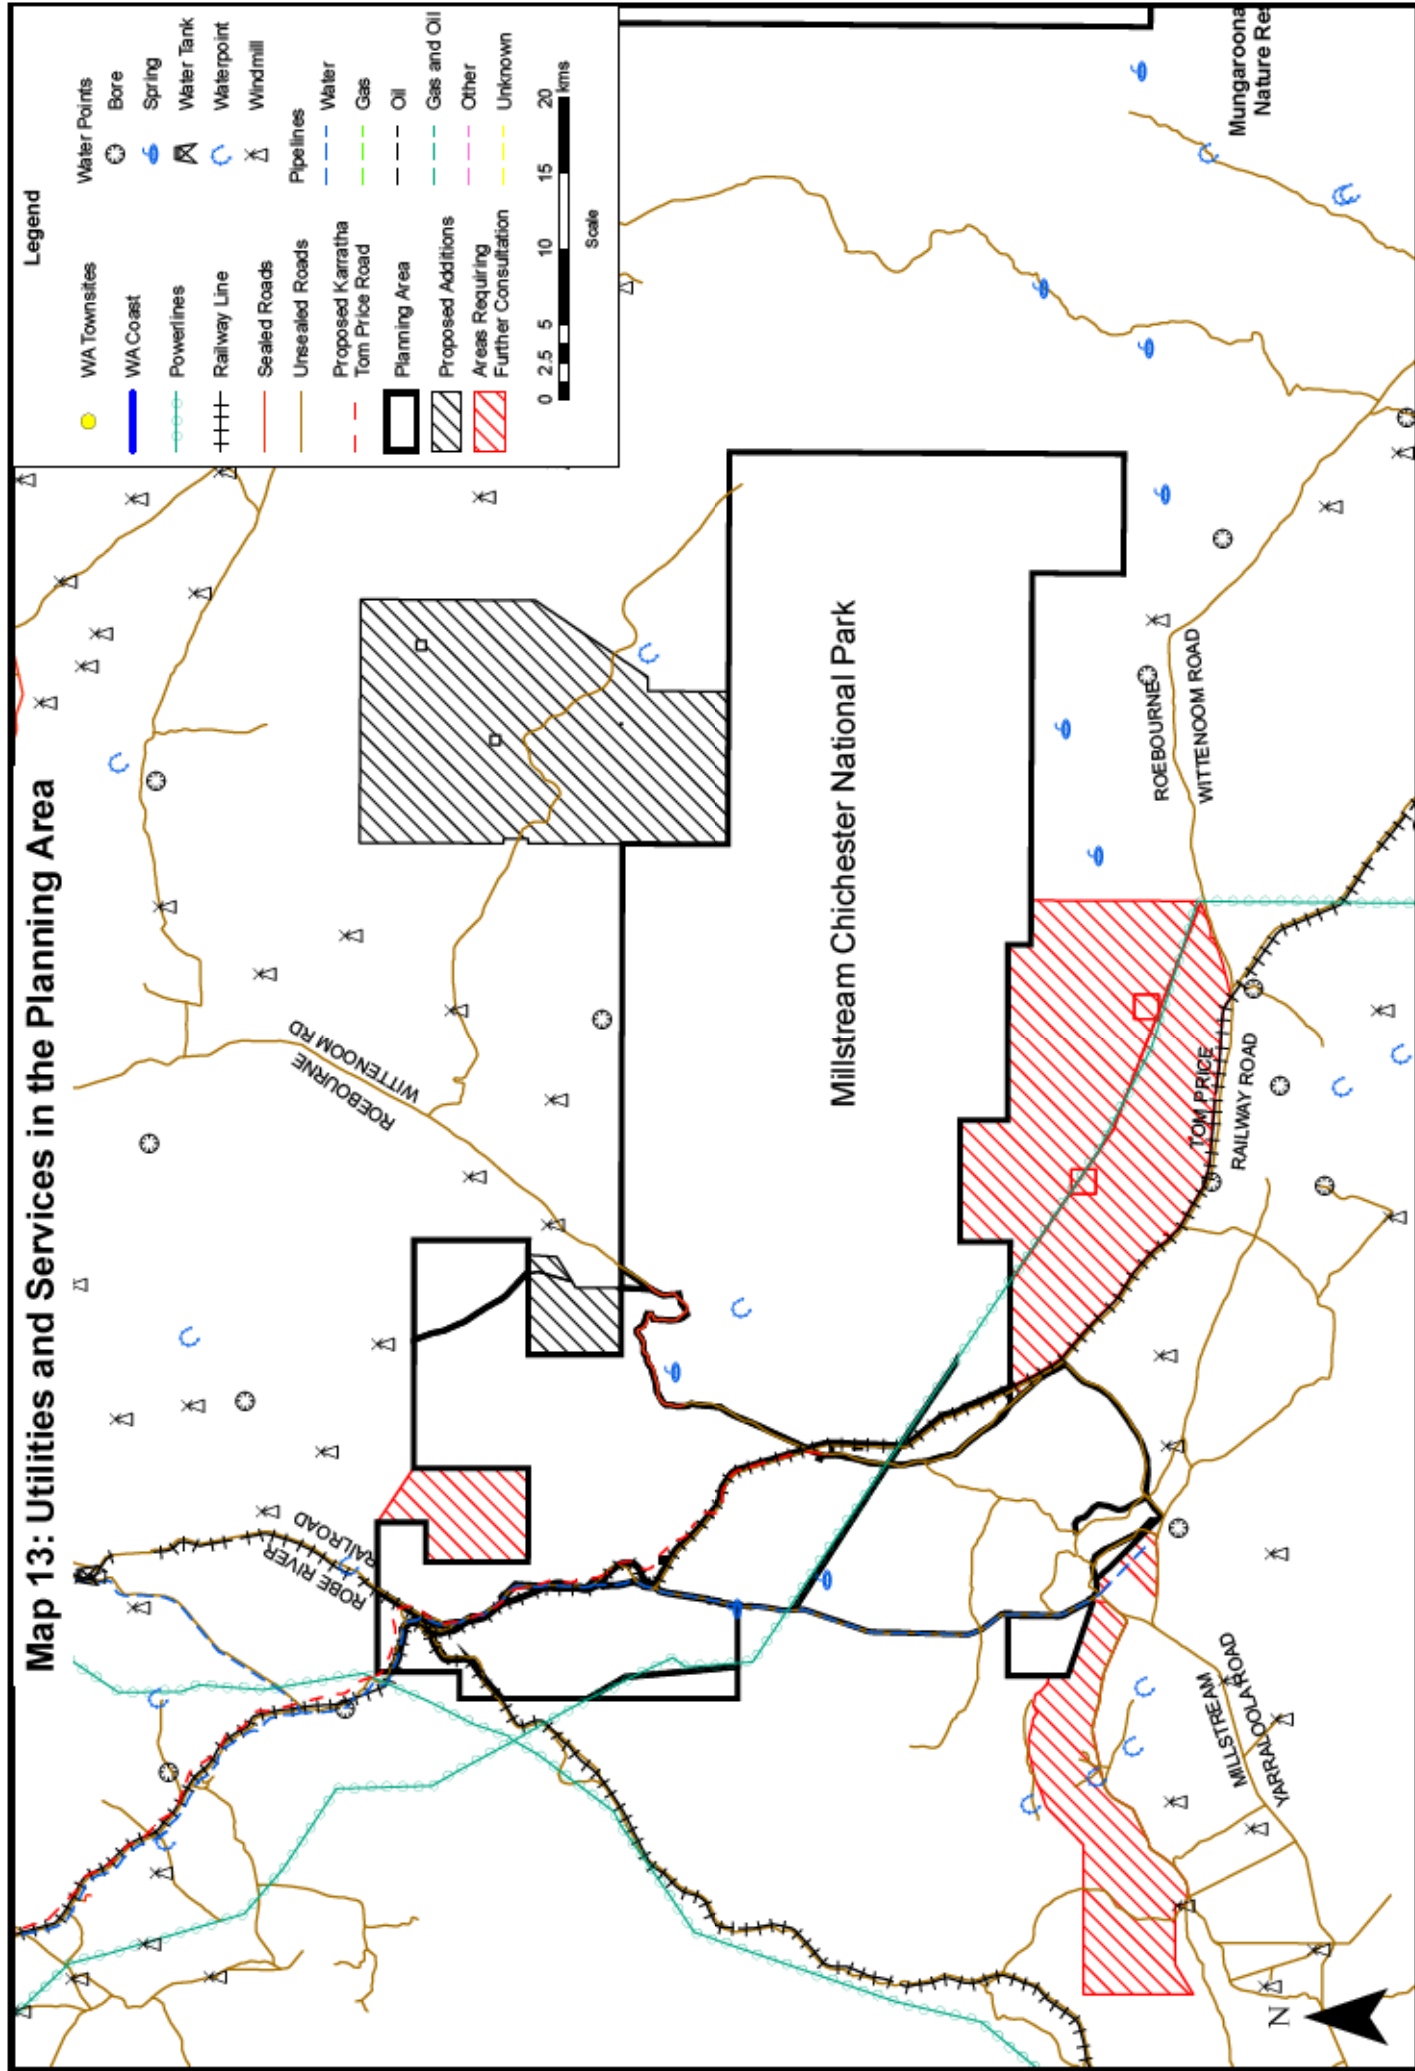 Map 13: Utilities and Services in the Planning Area
Legend
WA Townsites
WA Coast
Powerlines
Railway Line
Sealed Roads
Unsealed Roads
Proposed Karratha
Tom Price Road
Planning Area
Proposed Additions
Areas Requiring
Further Consultation
Water Points
Bore
Spring
Water Tank
Waterpoint
Windmill
Pipelines
Water
Gas
Oil
Gas and Oil
Other
Unknown
0 2.5 5 10 15 20 kms
Scale
ROEBOURNE
WITTENOOM RD
ROBE RIVER
RAILROAD
Millstream Chichester National Park
ROEBOURNE
WITTENOOM ROAD
TOM PRICE
RAILWAY ROAD
MILLSTREAM
YARRALOOLA ROAD
Mungaroona
Nature Res
N